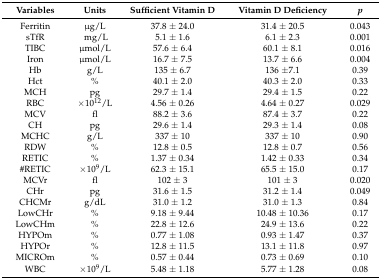 Variables Units Sufficient Vitamin D Vitamin D Deficiency p
Ferritin µg/L 37.8 ± 24.0 31.4 ± 20.5 0.043
sTfR mg/L 5.1 ± 1.6 6.1 ± 2.3 0.001
TIBC µmol/L 57.6 ± 6.4 60.1 ± 8.1 0.016
Iron µmol/L 16.7 ± 7.5 13.7 ± 6.6 0.004
Hb g/L 135 ± 6.7 136 ±7.1 0.39
Hct % 40.1 ± 2.0 40.3 ± 2.0 0.33
MCH pg 29.7 ± 1.4 29.4 ± 1.5 0.22
RBC ×10¹²/L 4.56 ± 0.26 4.64 ± 0.27 0.029
MCV fl 88.2 ± 3.6 87.4 ± 3.7 0.22
CH pg 29.6 ± 1.4 29.3 ± 1.4 0.08
MCHC g/L 337 ± 10 337 ± 10 0.90
RDW % 12.8 ± 0.5 12.8 ± 0.7 0.56
RETIC % 1.37 ± 0.34 1.42 ± 0.33 0.34
#RETIC ×10⁹/L 62.3 ± 15.1 65.5 ± 15.0 0.17
MCVr fl 102 ± 3 101 ± 3 0.020
CHr pg 31.6 ± 1.5 31.2 ± 1.4 0.049
CHCMr g/dL 31.0 ± 1.2 31.0 ± 1.3 0.84
LowCHr % 9.18 ± 9.44 10.48 ± 10.36 0.17
LowCHm % 22.8 ± 12.6 24.9 ± 13.6 0.22
HYPOm % 0.77 ± 1.08 0.93 ± 1.47 0.37
HYPOr % 12.8 ± 11.5 13.1 ± 11.8 0.97
MICROm % 0.57 ± 0.44 0.73 ± 0.69 0.10
WBC ×10⁹/L 5.48 ± 1.18 5.77 ± 1.28 0.08